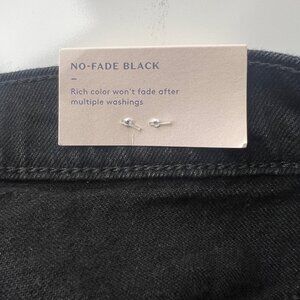 NO-FADE BLACK
Rich color won't fade after
multiple washings